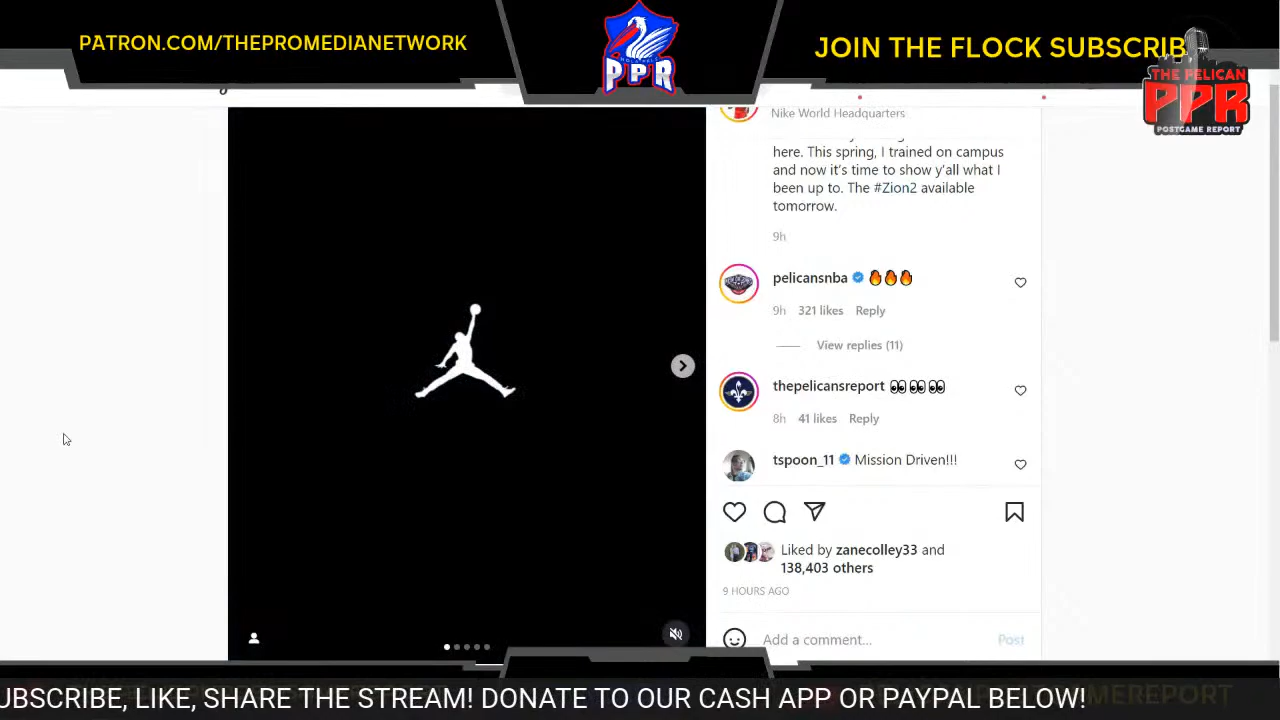 PATRON.COM/THEPROMEDIANETWORK
PPR
JOIN THE FLOCK SUBSCRIB
THE FELICAN
PPR
POSTGAME REPORT
Nike World Headquarters
here. This spring, I trained on campus
and now it's time to show y'all what I
been up to. The #Zion2 available
tomorrow.
9h
pelicansnba 🔥🔥🔥
9h 321 likes Reply
View replies (11)
thepelicansreport 👀👀👀
8h 41 likes Reply
tspoon_11 Mission Driven!!!
Liked by zanecolley33 and
138,403 others
9 HOURS AGO
Add a comment... Post
UBSCRIBE, LIKE, SHARE THE STREAM! DONATE TO OUR CASH APP OR PAYPAL BELOW!